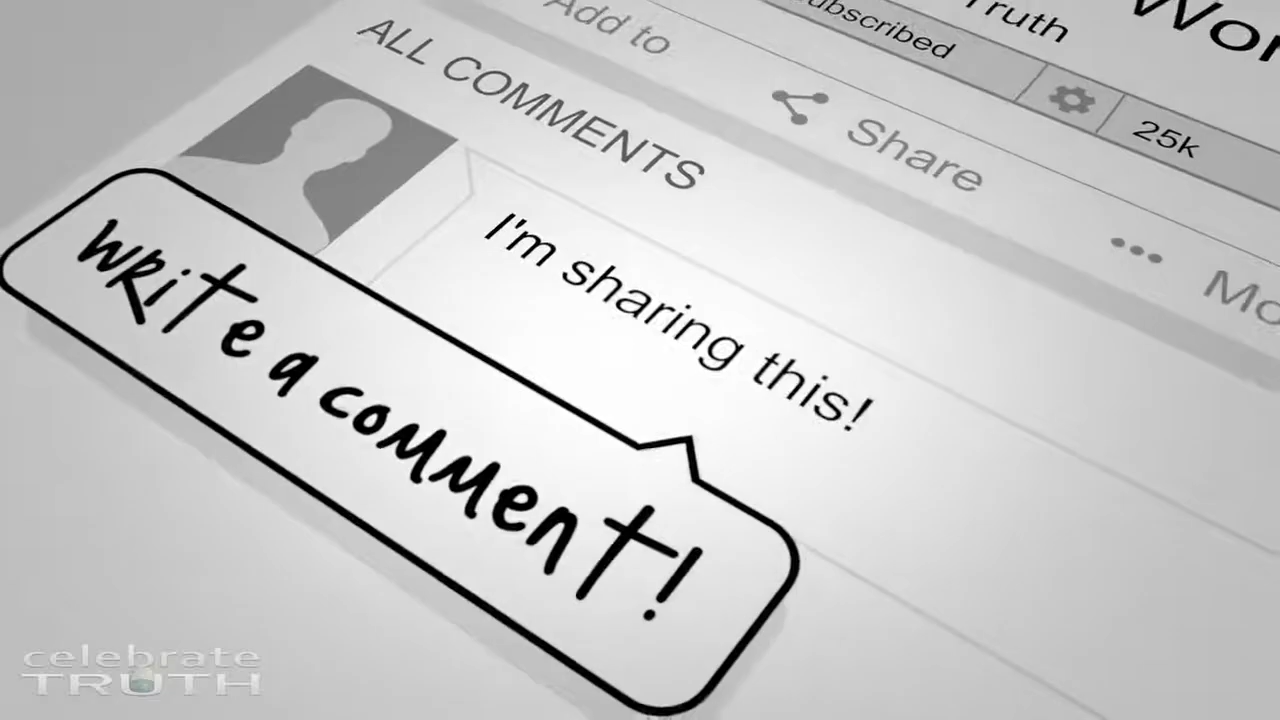 Wor
Truth
ubscribed
25k
Add to
Share
Mo
ALL COMMENTS
I'm sharing this!
WRite a comment!
celebrate
TRUTH